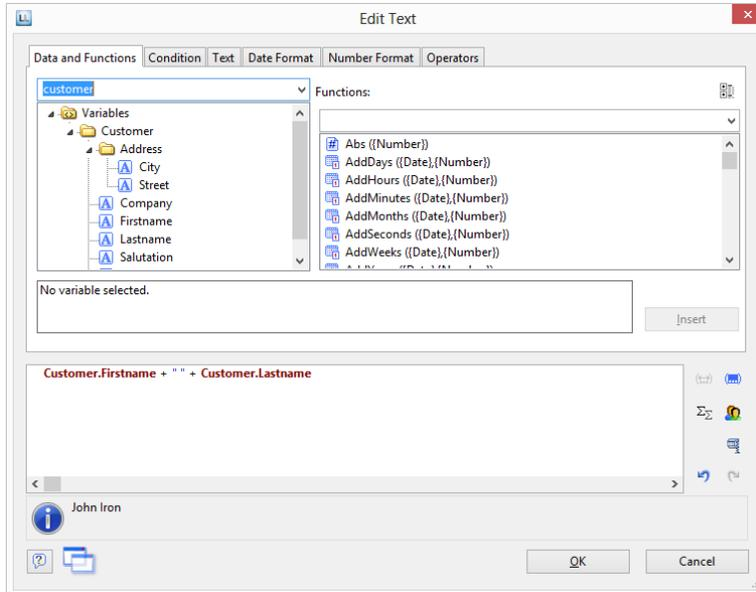 LL
Edit Text
Data and Functions
Condition
Text
Date Format
Number Format
Operators
customer
Functions:
Variables
Customer
Address
City
Street
Company
Firstname
Lastname
Salutation
Abs ({Number})
AddDays ({Date},{Number})
AddHours ({Date},{Number})
AddMinutes ({Date},{Number})
AddMonths ({Date},{Number})
AddSeconds ({Date},{Number})
AddWeeks ({Date},{Number})
No variable selected.
Insert
Customer.Firstname + " " + Customer.Lastname
John Iron
OK
Cancel